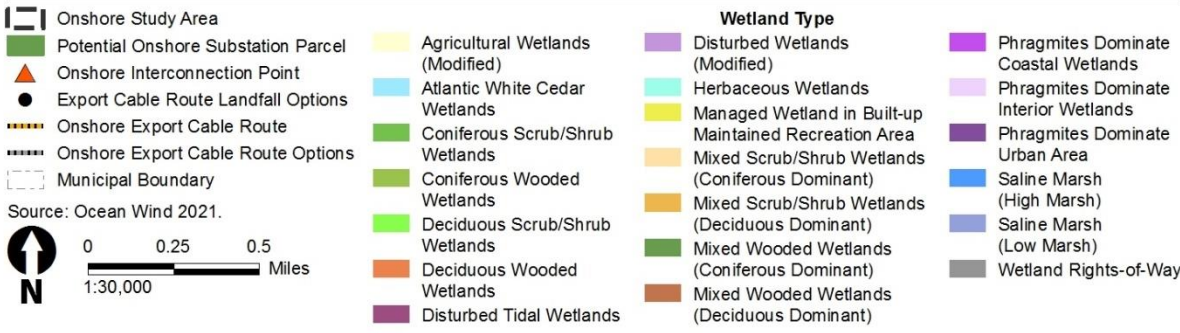 Onshore Study Area
Potential Onshore Substation Parcel
Onshore Interconnection Point
Export Cable Route Landfall Options
Onshore Export Cable Route
Onshore Export Cable Route Options
Municipal Boundary
Source: Ocean Wind 2021.
N
0 0.25 0.5
Miles
1:30,000
Wetland Type
Agricultural Wetlands
(Modified)
Atlantic White Cedar
Wetlands
Coniferous Scrub/Shrub
Wetlands
Coniferous Wooded
Wetlands
Deciduous Scrub/Shrub
Wetlands
Deciduous Wooded
Wetlands
Disturbed Tidal Wetlands
Disturbed Wetlands
(Modified)
Herbaceous Wetlands
Managed Wetland in Built-up
Maintained Recreation Area
Mixed Scrub/Shrub Wetlands
(Coniferous Dominant)
Mixed Scrub/Shrub Wetlands
(Deciduous Dominant)
Mixed Wooded Wetlands
(Coniferous Dominant)
Mixed Wooded Wetlands
(Deciduous Dominant)
Phragmites Dominate
Coastal Wetlands
Phragmites Dominate
Interior Wetlands
Phragmites Dominate
Urban Area
Saline Marsh
(High Marsh)
Saline Marsh
(Low Marsh)
Wetland Rights-of-Way